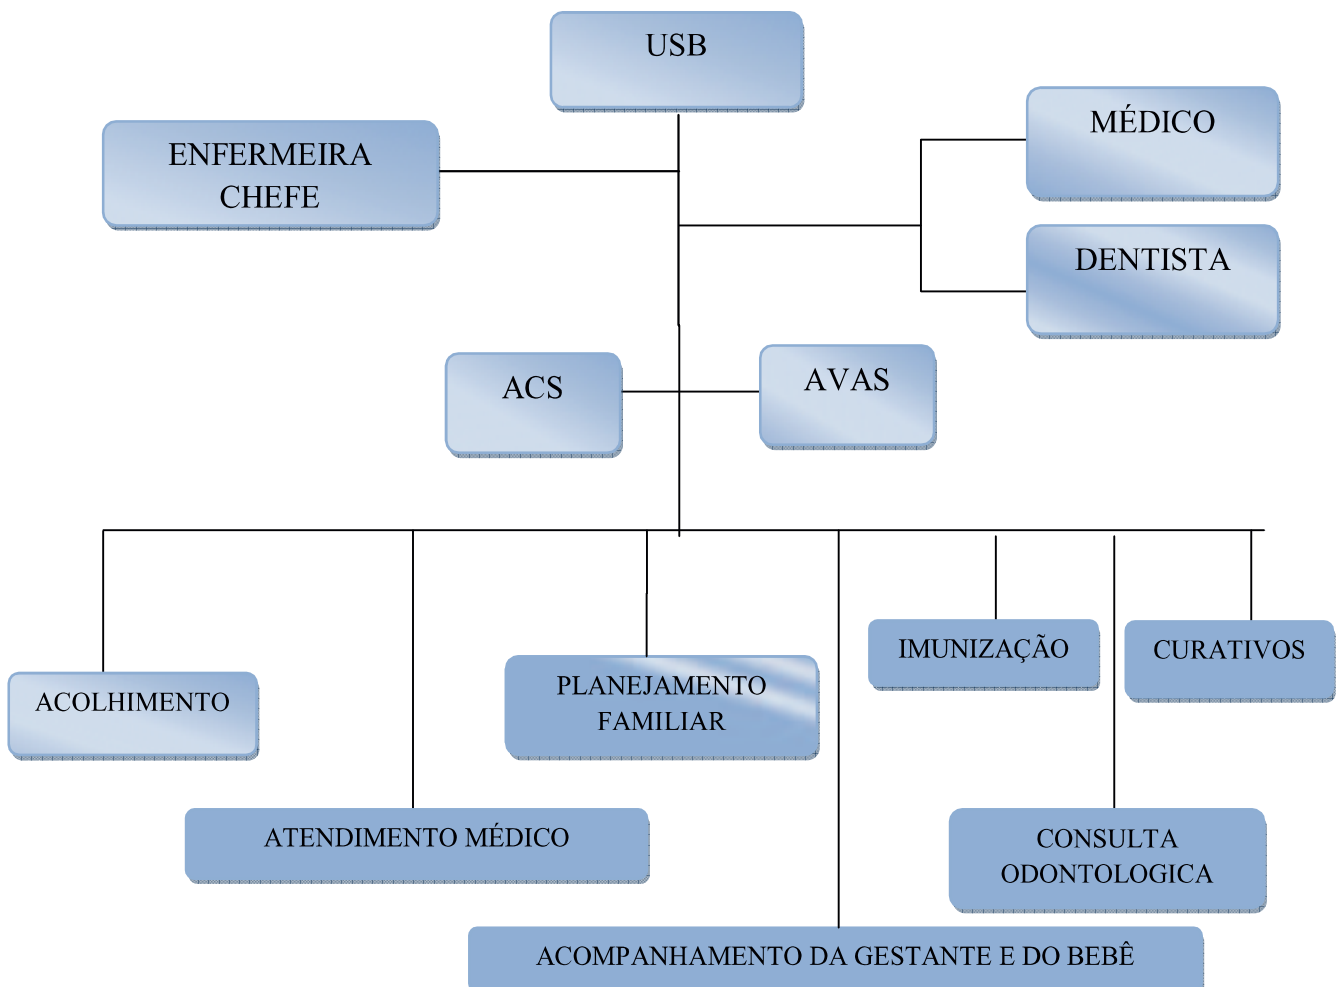 USB
MÉDICO
ENFERMEIRA
CHEFE
DENTISTA
ACS
AVAS
IMUNIZAÇÃO
CURATIVOS
ACOLHIMENTO
PLANEJAMENTO
FAMILIAR
ATENDIMENTO MÉDICO
CONSULTA
ODONTOLOGICA
ACOMPANHAMENTO DA GESTANTE E DO BEBÊ